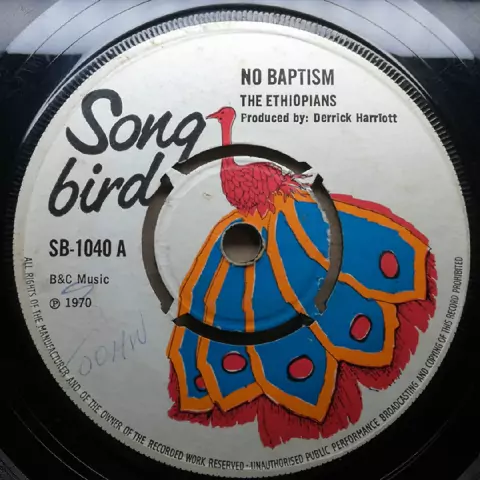 Song
bird
NO BAPTISM
THE ETHIOPIANS
Produced by: Derrick Harriott
SB-1040 A
B&C Music
℗ 1970
ALL RIGHTS OF THE MANUFACTURER AND OF THE OWNER OF THE RECORDED WORK RESERVED - UNAUTHORISED PUBLIC PERFORMANCE BROADCASTING AND COPYING OF THIS RECORD PROHIBITED